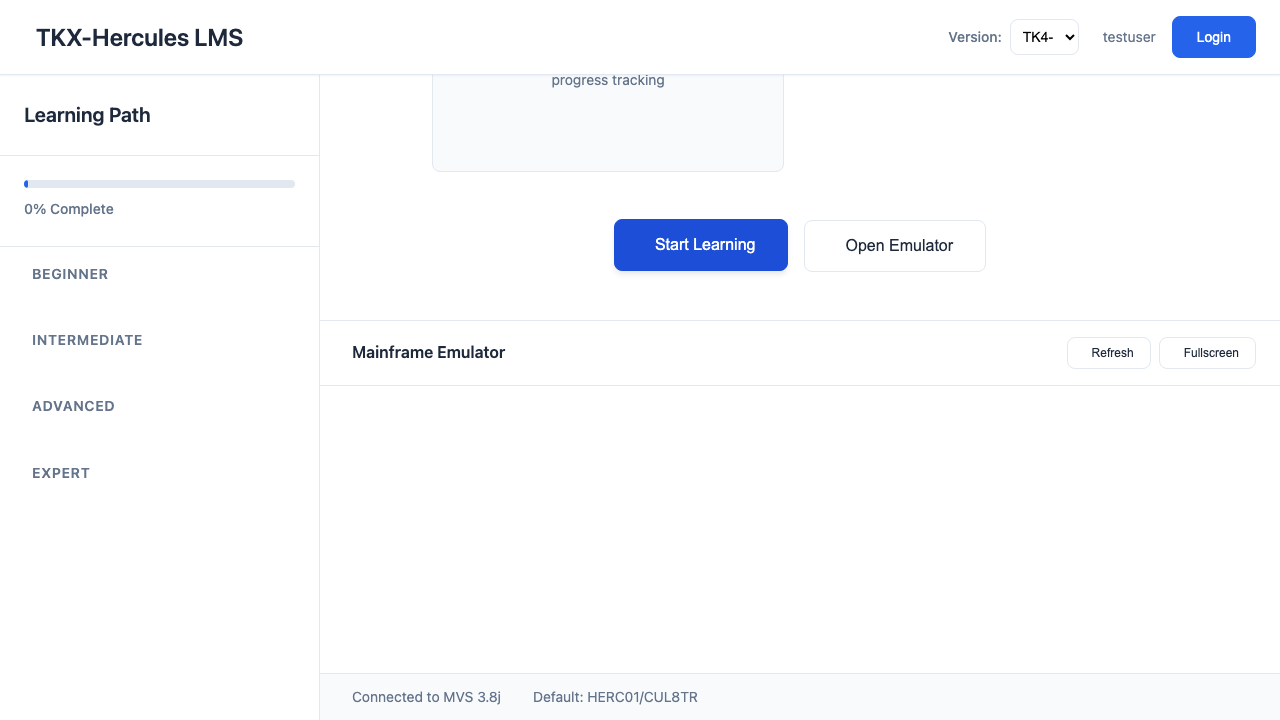 TKX-Hercules LMS
Version:
TK4-
testuser
Login
Learning Path
0% Complete
BEGINNER
INTERMEDIATE
ADVANCED
EXPERT
progress tracking
Start Learning
Open Emulator
Mainframe Emulator
Refresh
Fullscreen
Connected to MVS 3.8j
Default: HERC01/CUL8TR